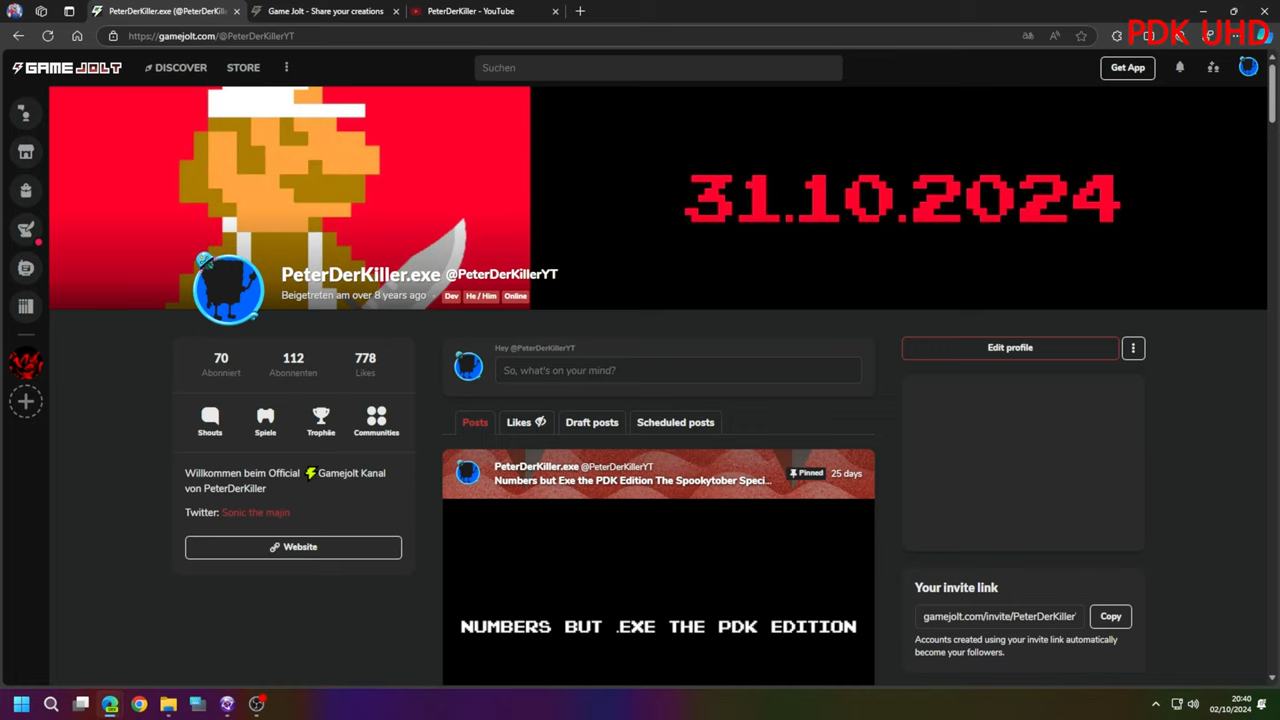 PeterDerKiller.exe (@PeterDerKill
Game Jolt - Share your creations
PeterDerKiller - YouTube
https://gamejolt.com/@PeterDerKillerYT
PDK UHD
GAME JOLT
DISCOVER
STORE
Suchen
Get App
31.10.2024
PeterDerKiller.exe @PeterDerKillerYT
Beigetreten am over 8 years ago
Dev
He / Him
Online
70
Abonniert
112
Abonnenten
778
Likes
Shouts
Spiele
Trophäe
Communities
Willkommen beim Official Gamejolt Kanal
von PeterDerKiller
Twitter: Sonic the majin
Website
Hey @PeterDerKillerYT
So, what's on your mind?
Posts
Likes
Draft posts
Scheduled posts
PeterDerKiller.exe @PeterDerKillerYT
Numbers but Exe the PDK Edition The Spookytober Speci...
Pinned
25 days
NUMBERS BUT .EXE THE PDK EDITION
Edit profile
Your invite link
gamejolt.com/invite/PeterDerKiller
Copy
Accounts created using your invite link automatically
become your followers.
20:40
02/10/2024